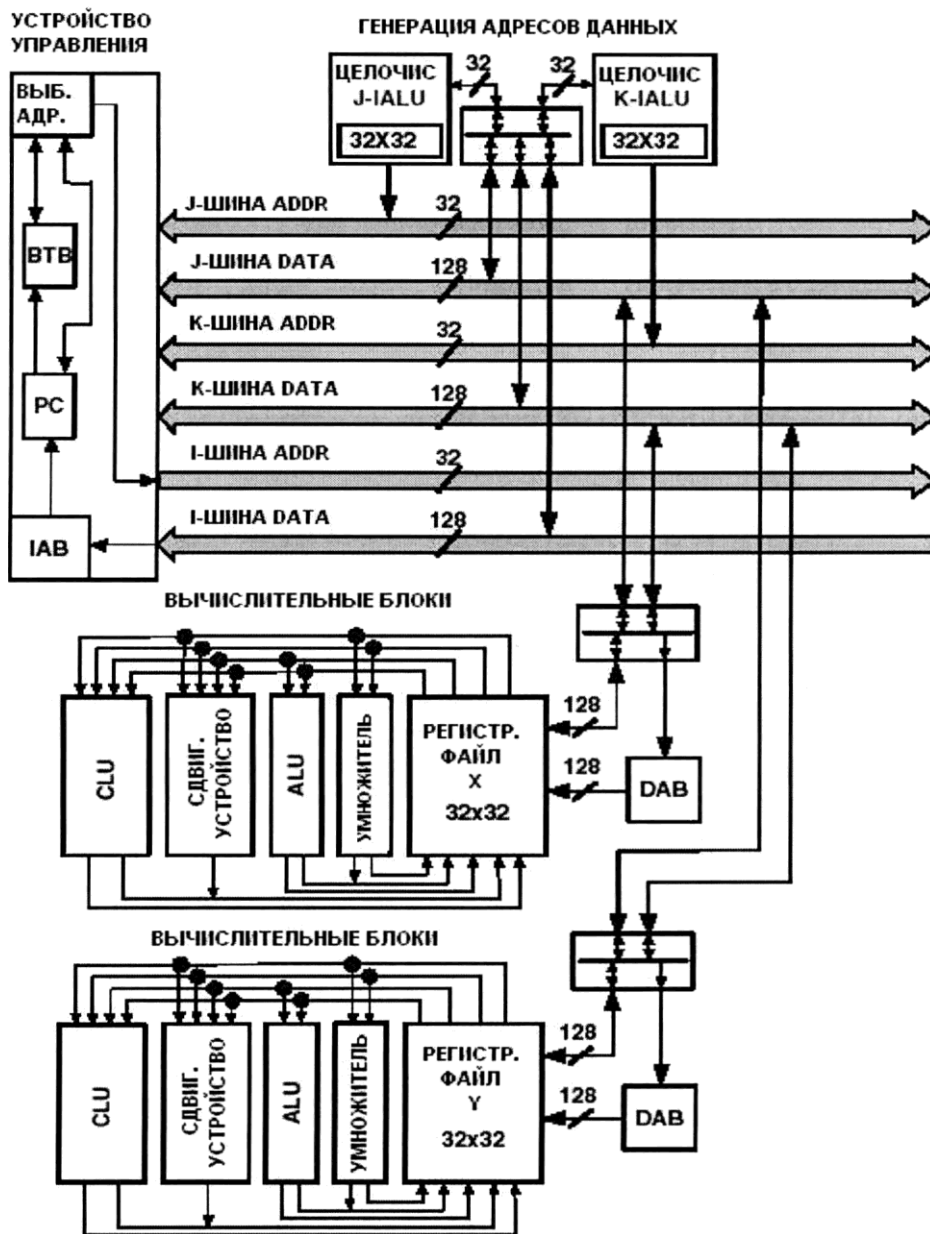 УСТРОЙСТВО
УПРАВЛЕНИЯ
ГЕНЕРАЦИЯ АДРЕСОВ ДАННЫХ
ВЫБ.
АДР.
ЦЕЛОЧИС
J-IALU
32X32
32
32
ЦЕЛОЧИС
K-IALU
32X32
BTB
PC
IAB
J-ШИНА ADDR
32
J-ШИНА DATA
128
K-ШИНА ADDR
32
K-ШИНА DATA
128
I-ШИНА ADDR
32
I-ШИНА DATA
128
ВЫЧИСЛИТЕЛЬНЫЕ БЛОКИ
CLU
СДВИГ.
УСТРОЙСТВО
ALU
УМНОЖИТЕЛЬ
РЕГИСТР.
ФАЙЛ
X
32x32
128
128
DAB
ВЫЧИСЛИТЕЛЬНЫЕ БЛОКИ
CLU
СДВИГ.
УСТРОЙСТВО
ALU
УМНОЖИТЕЛЬ
РЕГИСТР.
ФАЙЛ
Y
32x32
128
128
DAB